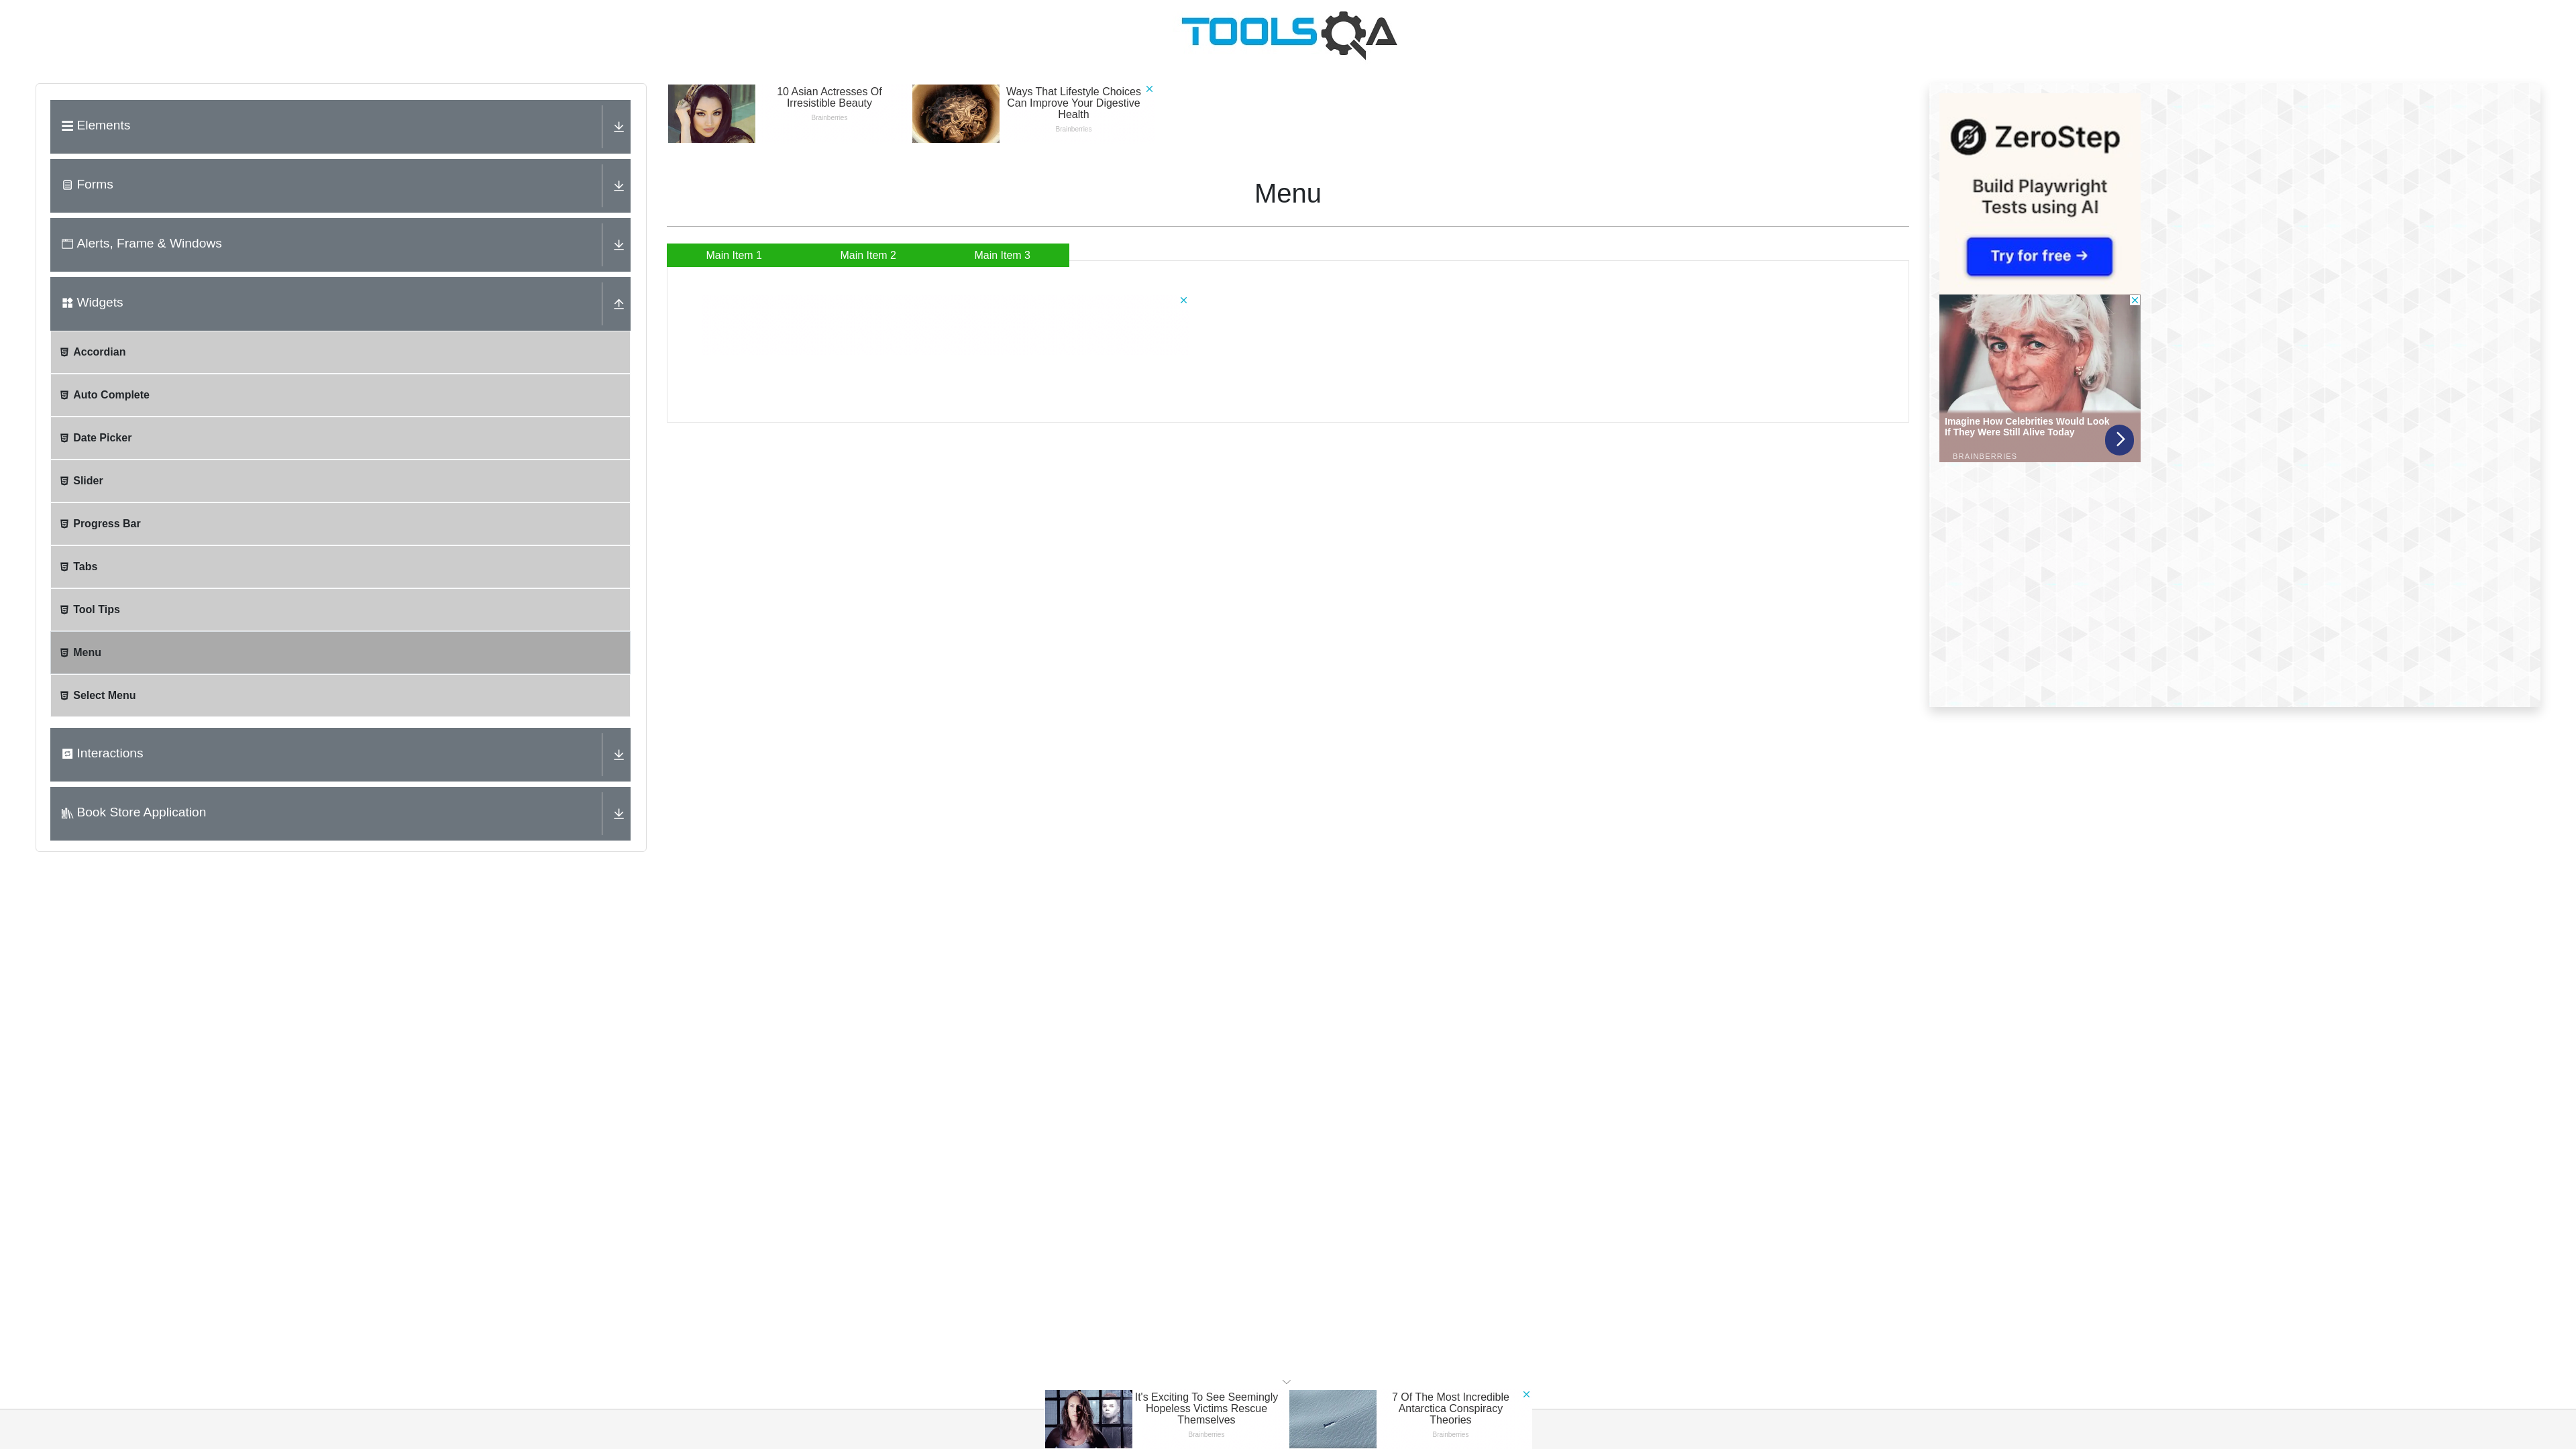 TOOLSQA
Elements
Forms
Alerts, Frame & Windows
Widgets
Accordian
Auto Complete
Date Picker
Slider
Progress Bar
Tabs
Tool Tips
Menu
Select Menu
Interactions
Book Store Application
10 Asian Actresses Of
Irresistible Beauty
Brainberries
Ways That Lifestyle Choices
Can Improve Your Digestive
Health
Brainberries
Menu
Main Item 1
Main Item 2
Main Item 3
ZeroStep
Build Playwright
Tests using AI
Try for free →
Imagine How Celebrities Would Look
If They Were Still Alive Today
BRAINBERRIES
It's Exciting To See Seemingly
Hopeless Victims Rescue
Themselves
Brainberries
7 Of The Most Incredible
Antarctica Conspiracy
Theories
Brainberries